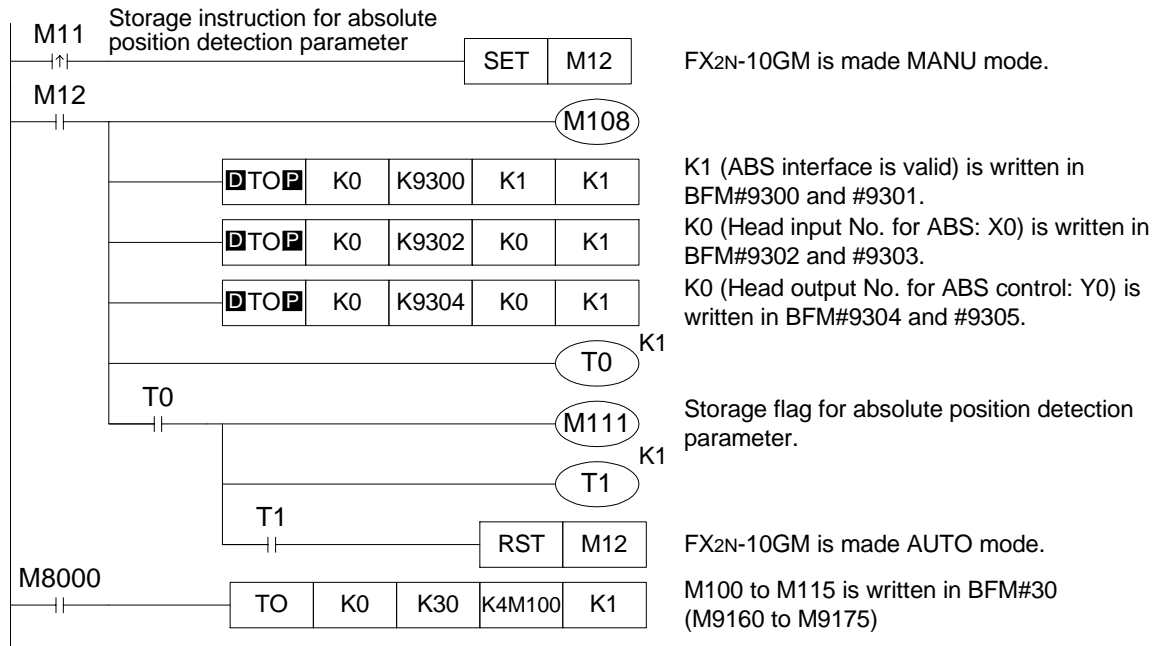 Storage instruction for absolute
M11 position detection parameter
SET M12 FX2N-10GM is made MANU mode.
M12
M108
DTOP K0 K9300 K1 K1 K1 (ABS interface is valid) is written in
BFM#9300 and #9301.
DTOP K0 K9302 K0 K1 K0 (Head input No. for ABS: X0) is written in
BFM#9302 and #9303.
DTOP K0 K9304 K0 K1 K0 (Head output No. for ABS control: Y0) is
written in BFM#9304 and #9305.
K1
T0
T0
M111 Storage flag for absolute position detection
parameter.
K1
T1
T1
RST M12 FX2N-10GM is made AUTO mode.
M8000
TO K0 K30 K4M100 K1 M100 to M115 is written in BFM#30
(M9160 to M9175)